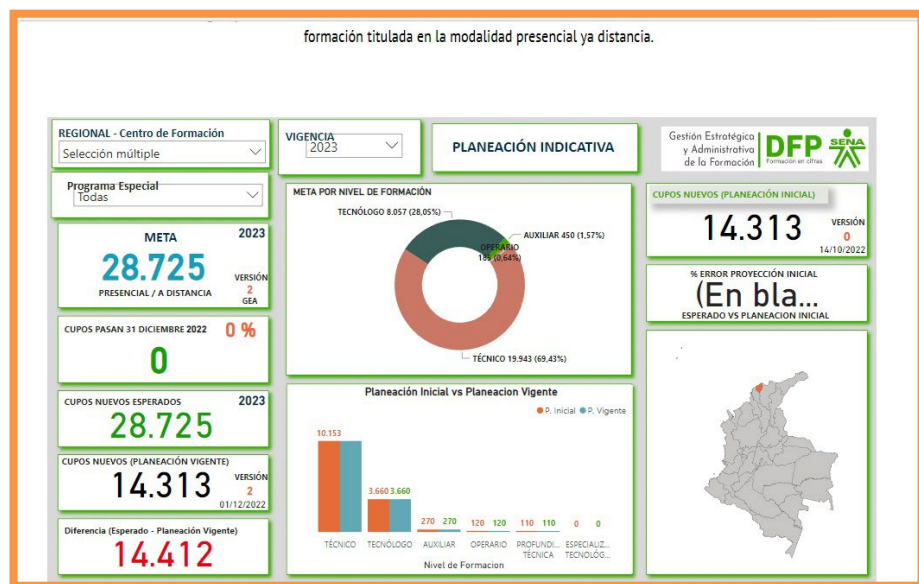 formación titulada en la modalidad presencial ya distancia.
REGIONAL - Centro de Formación
Selección múltiple
VIGENCIA
2023
PLANEACIÓN INDICATIVA
Gestión Estratégica
y Administrativa
de la Formación
DFP
Formación en cifras
SENA
Programa Especial
Todas
META
2023
28.725
PRESENCIAL / A DISTANCIA
VERSIÓN
2
GEA
CUPOS PASAN 31 DICIEMBRE 2022
0 %
0
CUPOS NUEVOS ESPERADOS
2023
28.725
CUPOS NUEVOS (PLANEACIÓN VIGENTE)
14.313
VERSIÓN
2
01/12/2022
Diferencia (Esperado - Planeación Vigente)
14.412
META POR NIVEL DE FORMACIÓN
TECNÓLOGO 8.057 (28,05%)
AUXILIAR 450 (1,57%)
OPERARIO
185 (0,64%)
TÉCNICO 19.943 (69,43%)
Planeación Inicial vs Planeacion Vigente
P. Inicial P. Vigente
10.153
3.660 3.660
270 270
120 120
110 110
0 0
TÉCNICO
TECNÓLOGO
AUXILIAR
OPERARIO
PROFUNDI...
TÉCNICA
ESPECIALIZ...
TECNOLÓG...
Nivel de Formacion
CUPOS NUEVOS (PLANEACIÓN INICIAL)
14.313
VERSIÓN
0
14/10/2022
% ERROR PROYECCIÓN INICIAL
(En bla...
ESPERADO VS PLANEACION INICIAL